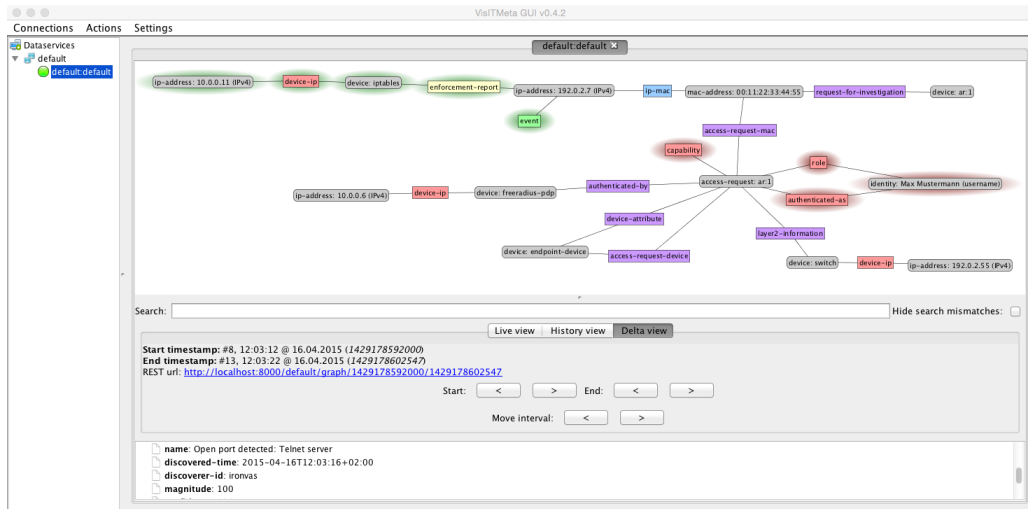 VisITMeta GUI v0.4.2
Connections Actions Settings
Dataservices
default
default:default
default:default
ip-address: 10.0.0.11 (IPv4)
device-ip
device: iptables
enforcement-report
ip-address: 192.0.2.7 (IPv4)
ip-mac
mac-address: 00:11:22:33:44:55
request-for-investigation
device: ar:1
event
access-request-mac
capability
role
ip-address: 10.0.0.6 (IPv4)
device-ip
device: freeradius-pdp
authenticated-by
access-request: ar:1
identity: Max Mustermann (username)
authenticated-as
device-attribute
layer2-information
device: endpoint-device
access-request-device
device: switch
device-ip
ip-address: 192.0.2.55 (IPv4)
Search:
Hide search mismatches:
Live view History view Delta view
Start timestamp: #8, 12:03:12 @ 16.04.2015 (1429178592000)
End timestamp: #13, 12:03:22 @ 16.04.2015 (1429178602547)
REST url: http://localhost:8000/default/graph/1429178592000/1429178602547
Start: < > End: < >
Move interval: < >
name: Open port detected: Telnet server
discovered-time: 2015-04-16T12:03:16+02:00
discoverer-id: ironvas
magnitude: 100